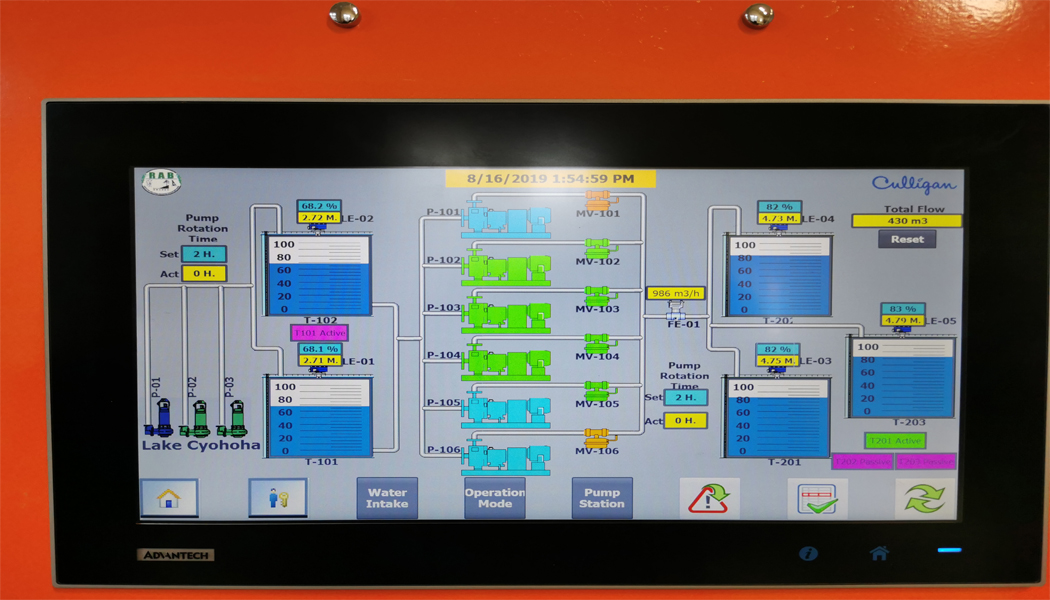 RAB
8/16/2019 1:54:59 PM
Culligan
Pump
Rotation
Time
Set 2 H.
Act 0 H.
68.2 %
2.72 M. LE-02
100
80
60
40
20
0
T-102
T101 Active
68.1 %
2.71 M. LE-01
100
80
60
40
20
0
T-101
P-01
P-02
P-03
Lake Cyohoha
P-101
P-102
P-103
P-104
P-105
P-106
MV-101
MV-102
MV-103
MV-104
MV-105
MV-106
986 m3/h
FE-01
Pump
Rotation
Time
Set 2 H.
Act 0 H.
82 %
4.73 M. LE-04
100
80
60
40
20
0
T-202
Total Flow
430 m3
Reset
83 %
4.79 M. LE-05
100
80
60
40
20
0
T-203
82 %
4.75 M. LE-03
100
80
60
40
20
0
T-201
T201 Active
Water
Intake
Operation
Mode
Pump
Station
ADVANTECH